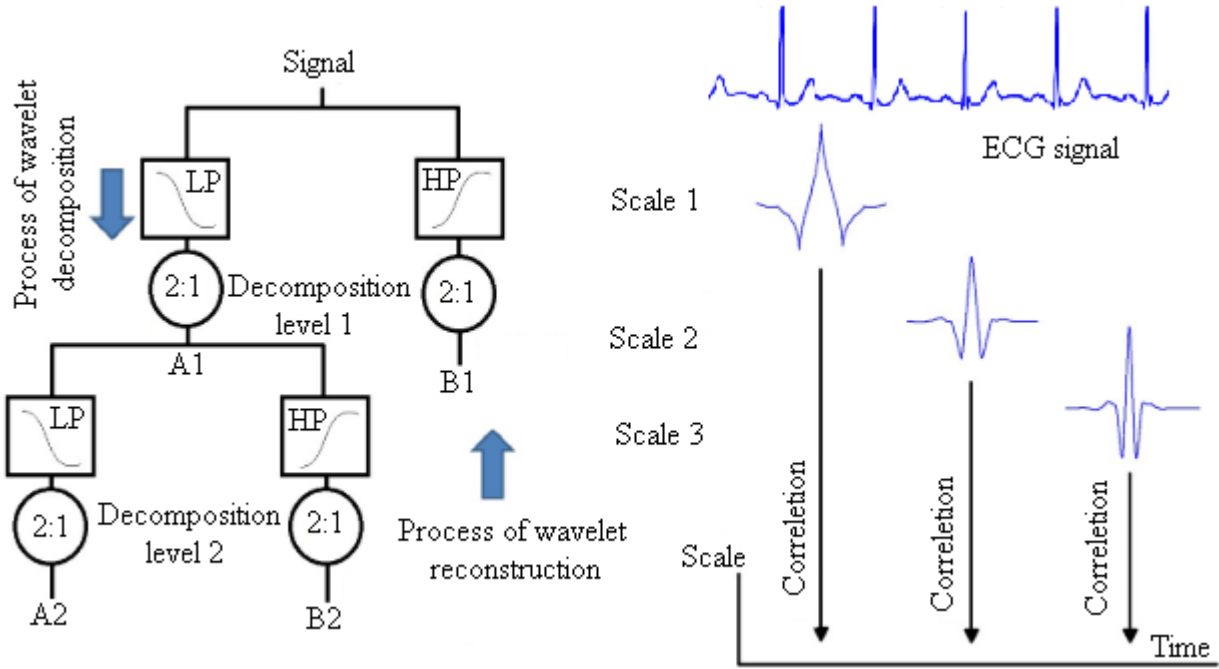 Signal
Process of wavelet
decomposition
LP
HP
2:1
Decomposition
level 1
2:1
A1
B1
LP
HP
2:1
Decomposition
level 2
2:1
A2
B2
Process of wavelet
reconstruction
ECG signal
Scale 1
Scale 2
Scale 3
Scale
Correletion
Correletion
Correletion
Time